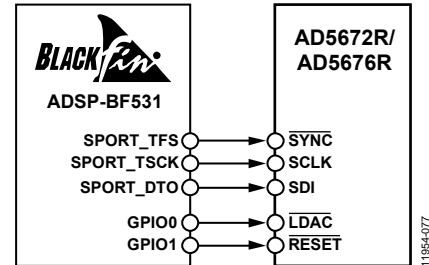 BLACKfin
ADSP-BF531
AD5672R/
AD5676R
SPORT_TFS
SYNC
SPORT_TSCK
SCLK
SPORT_DTO
SDI
GPIO0
LDAC
GPIO1
RESET
11954-077